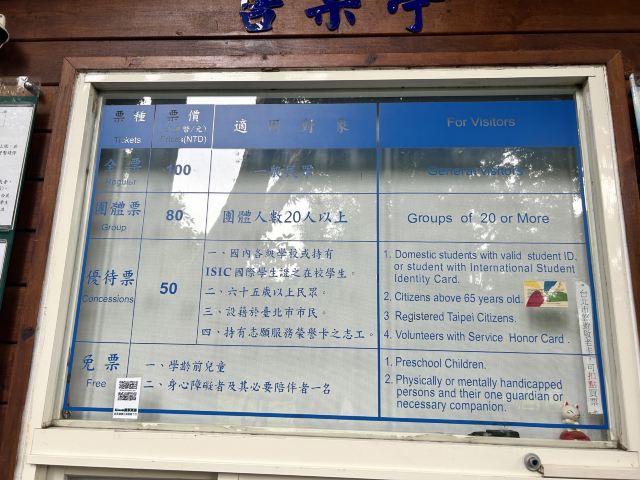 票種 票價 適用對象 For Visitors
Tickets (NTD)
全票 100 一般民眾 General visitors
Regular
團體票 80 團體人數20人以上 Groups of 20 or More
Group
優待票 50
Concessions
一、國內各級學校或持有
ISIC國際學生證之在校學生。
二、六十五歲以上民眾。
三、設籍於臺北市市民。
四、持有志願服務榮譽卡之志工。
1. Domestic students with valid student ID,
or student with International Student
Identity Card.
2. Citizens above 65 years old.
3 Registered Taipei Citizens.
4. Volunteers with Service Honor Card.
免票
Free
一、學齡前兒童
二、身心障礙者及其必要陪伴者一名
1. Preschool Children.
2. Physically or mentally handicapped
persons and their one guardian or
necessary companion.